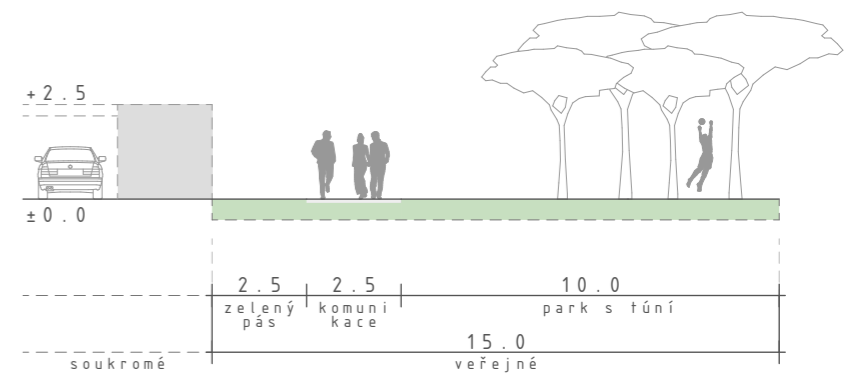 +2.5
±0.0
2.5 2.5 10.0
zelený komuni park s túní
pás kace
15.0
soukromé veřejné